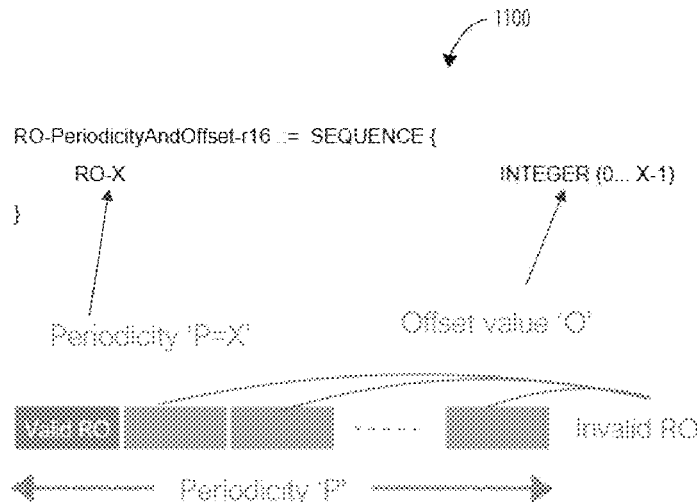 1100
RO-PeriodicityAndOffset-r16 ::= SEQUENCE {
RO-X INTEGER (0... X-1)
}
Periodicity 'P=X' Offset value 'O'
Valid RO Invalid RO
Periodicity 'P'